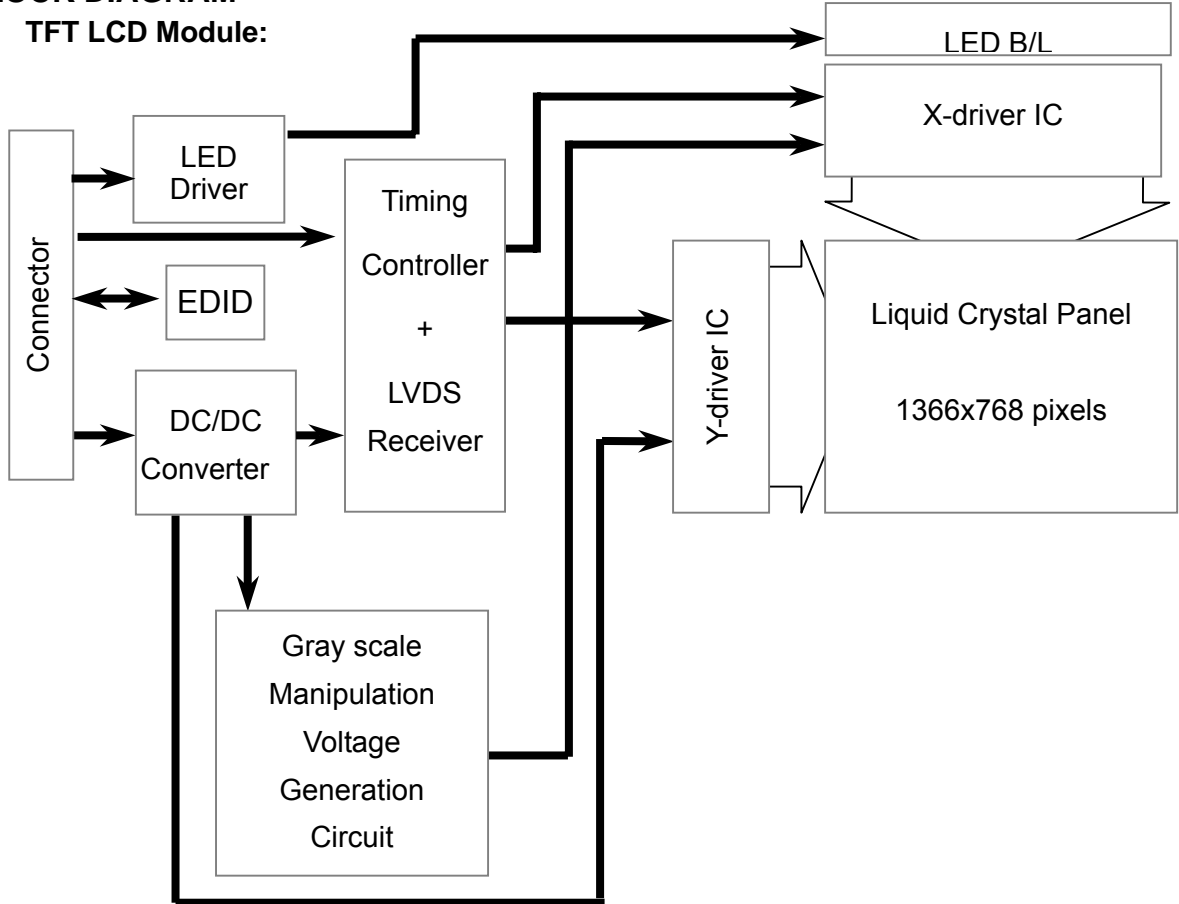 DIAGRAM
TFT LCD Module:
LED B/L
X-driver IC
LED
Driver
Timing
Controller
+
LVDS
Receiver
Connector
EDID
DC/DC
Converter
Y-driver IC
Liquid Crystal Panel
1366x768 pixels
Gray scale
Manipulation
Voltage
Generation
Circuit